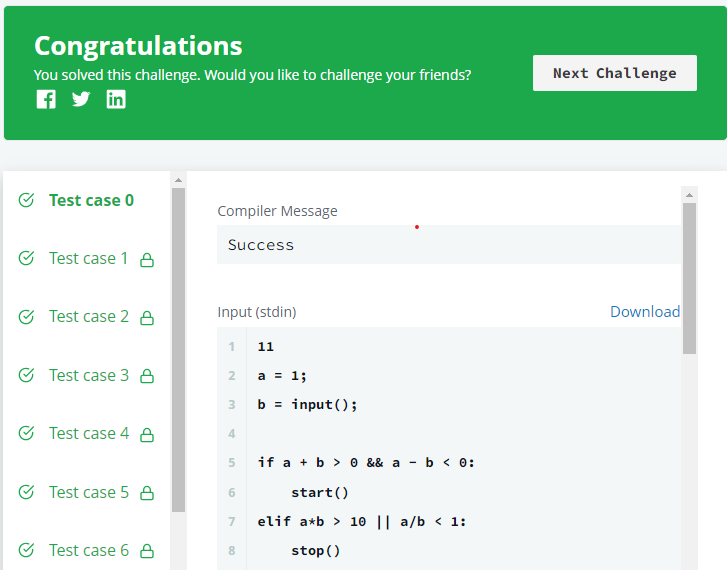 Congratulations
You solved this challenge. Would you like to challenge your friends?
Next Challenge
Test case 0
Test case 1
Test case 2
Test case 3
Test case 4
Test case 5
Test case 6
Compiler Message
Success
Input (stdin)
Download
1 11
2 a = 1;
3 b = input();
4
5 if a + b > 0 && a - b < 0:
6 start()
7 elif a*b > 10 || a/b < 1:
8 stop()